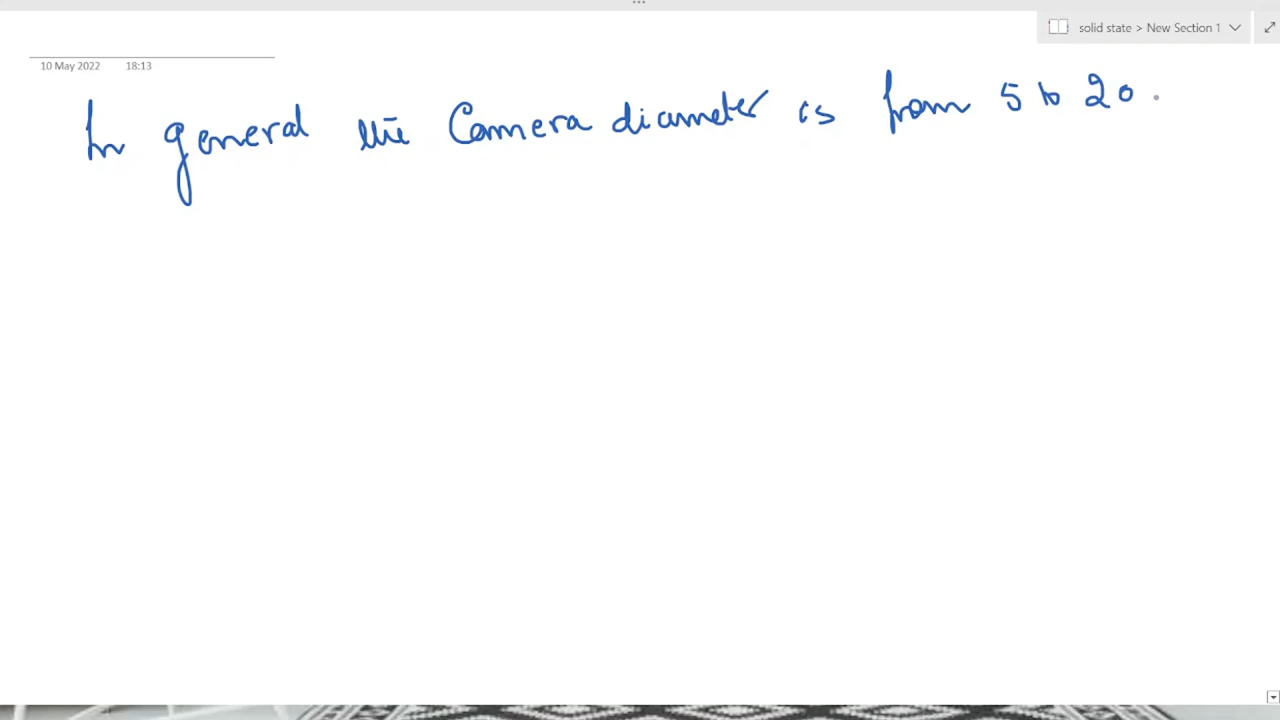 solid state > New Section 1
10 May 2022 18:13
In general the Camera diameter is from 5 to 20